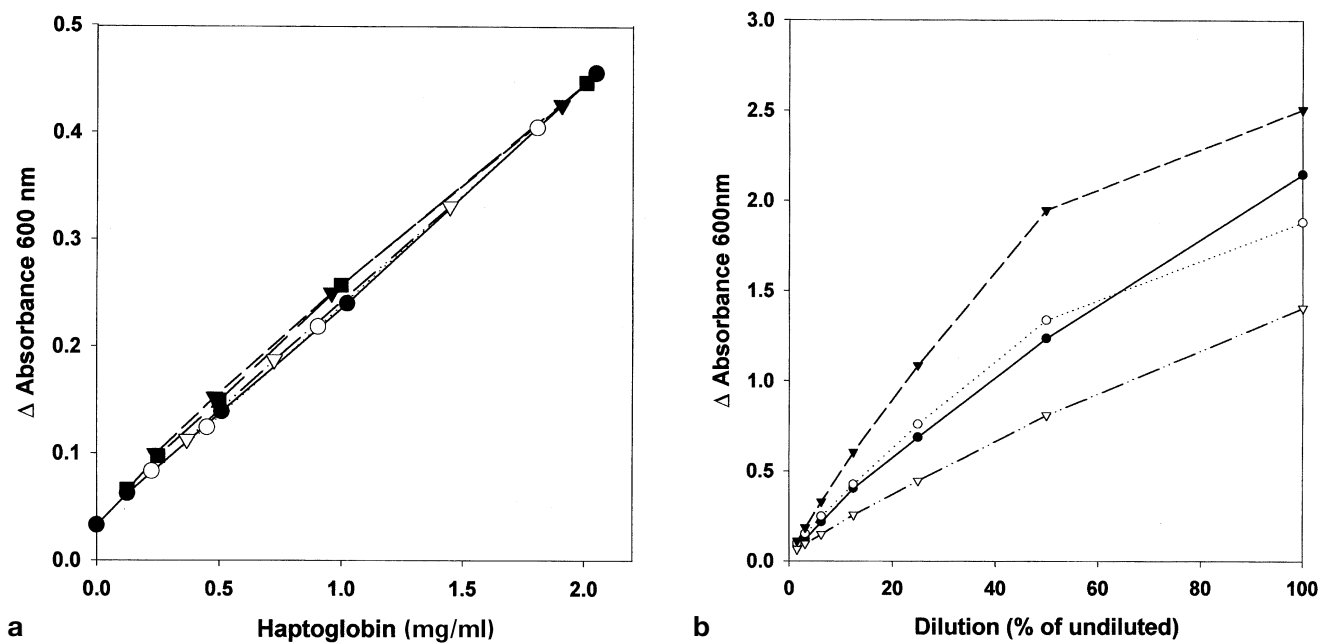 0.5
0.4
0.3
0.2
0.1
0.0
Δ Absorbance 600 nm
0.0 0.5 1.0 1.5 2.0
Haptoglobin (mg/ml)
a
3.0
2.5
2.0
1.5
1.0
0.5
0.0
Δ Absorbance 600nm
0 20 40 60 80 100
Dilution (% of undiluted)
b